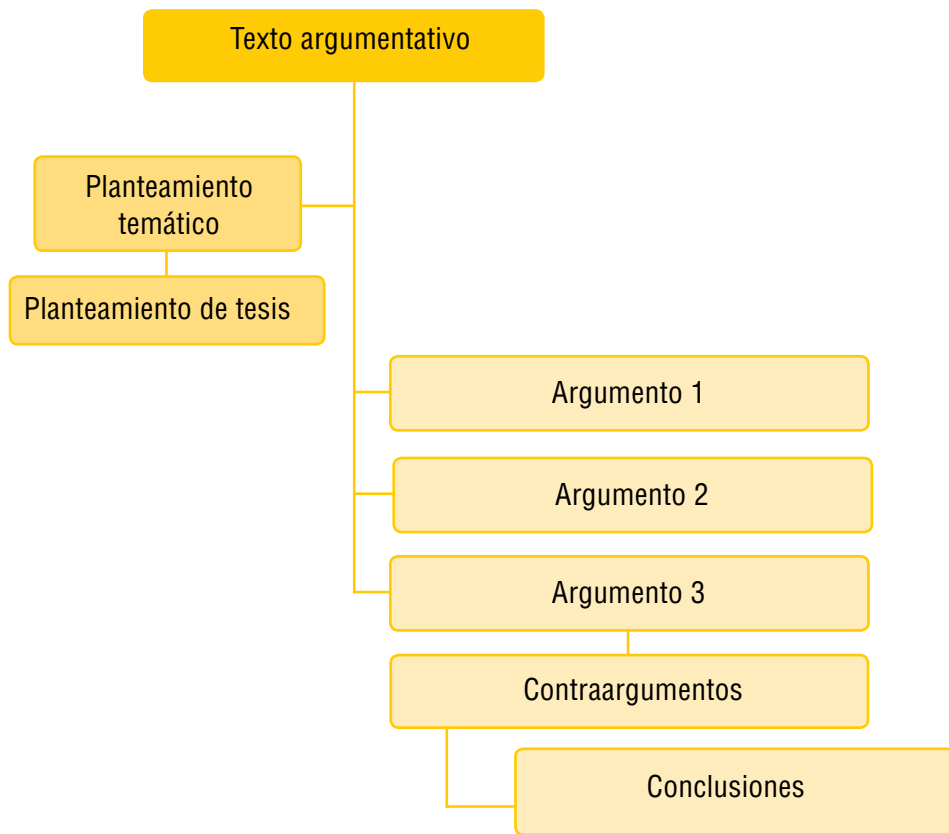 Texto argumentativo
Planteamiento
temático
Planteamiento de tesis
Argumento 1
Argumento 2
Argumento 3
Contraargumentos
Conclusiones